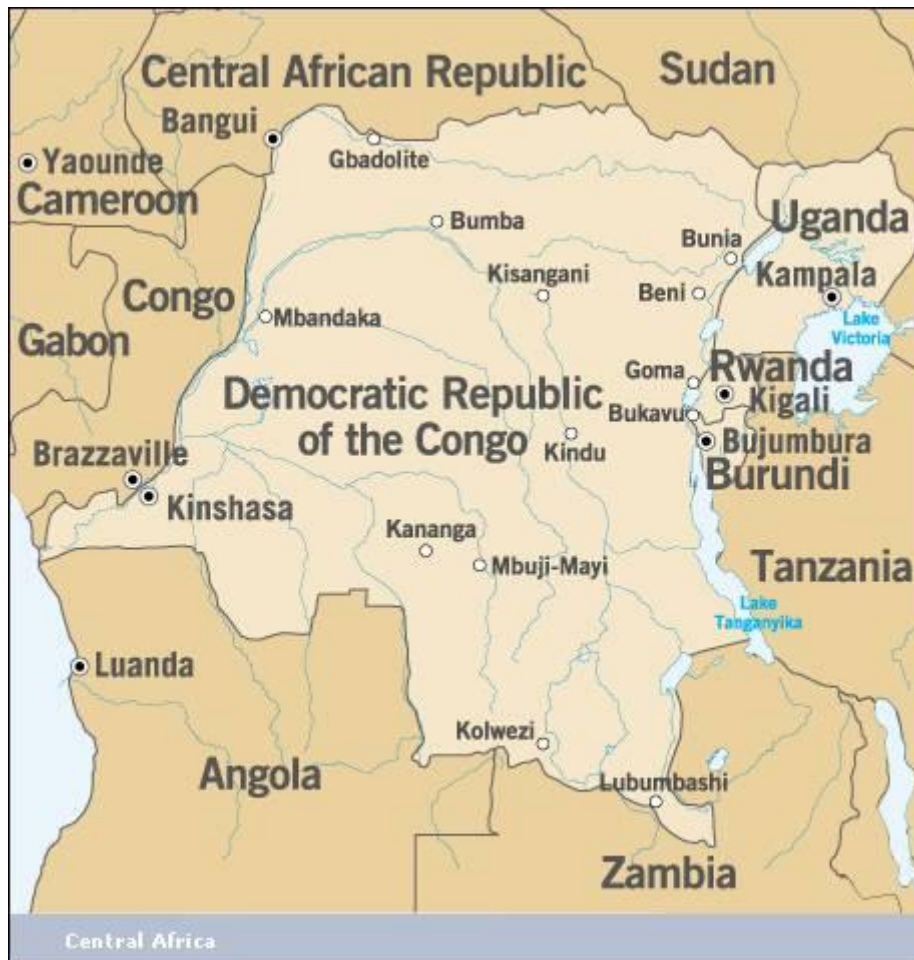 Central African Republic
Sudan
Bangui
Gbadolite
Yaounde
Cameroon
Bumba
Uganda
Bunia
Kisangani
Beni
Kampala
Congo
Mbandaka
Lake
Victoria
Gabon
Goma
Rwanda
Democratic Republic
of the Congo
Kigali
Bukavu
Kindu
Bujumbura
Brazzaville
Burundi
Kinshasa
Kananga
Mbuji-Mayi
Tanzania
Lake
Tanganyika
Luanda
Kolwezi
Angola
Lubumbashi
Zambia
Central Africa